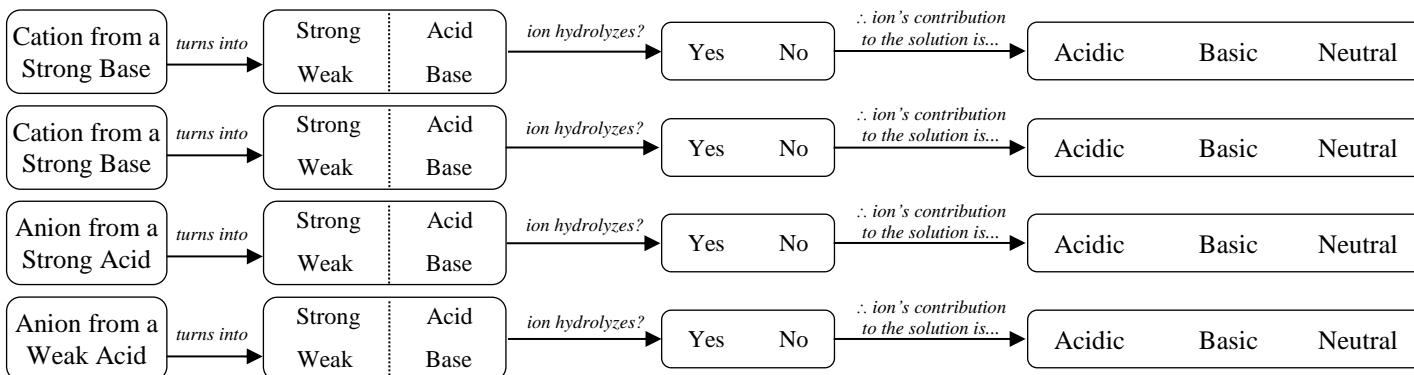 Cation from a
Strong Base
turns into
Strong Acid
Weak Base
ion hydrolyzes?
Yes No
∴ ion's contribution
to the solution is...
Acidic Basic Neutral
Cation from a
Strong Base
turns into
Strong Acid
Weak Base
ion hydrolyzes?
Yes No
∴ ion's contribution
to the solution is...
Acidic Basic Neutral
Anion from a
Strong Acid
turns into
Strong Acid
Weak Base
ion hydrolyzes?
Yes No
∴ ion's contribution
to the solution is...
Acidic Basic Neutral
Anion from a
Weak Acid
turns into
Strong Acid
Weak Base
ion hydrolyzes?
Yes No
∴ ion's contribution
to the solution is...
Acidic Basic Neutral